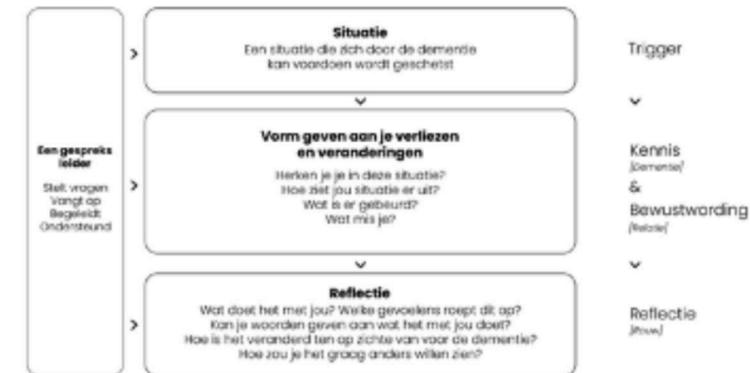 Een gespreks
leider
Stelt vragen
Vangt op
Begeleidt
Ondersteund
Situatie
Een situatie die zich door de dementie
kan voordoen wordt geschetst
Vorm geven aan je verliezen
en veranderingen
Herken je je in deze situatie?
Hoe ziet jou situatie er uit?
Wat is er gebeurd?
Wat mis je?
Reflectie
Wat doet het met jou? Welke gevoelens roept dit op?
Kan je woorden geven aan wat het met jou doet?
Hoe is het veranderd ten op zichte van voor de dementie?
Hoe zou je het graag anders willen zien?
Trigger
Kennis
[Dementie]
&
Bewustwording
[Relatie]
Reflectie
[Rouw]